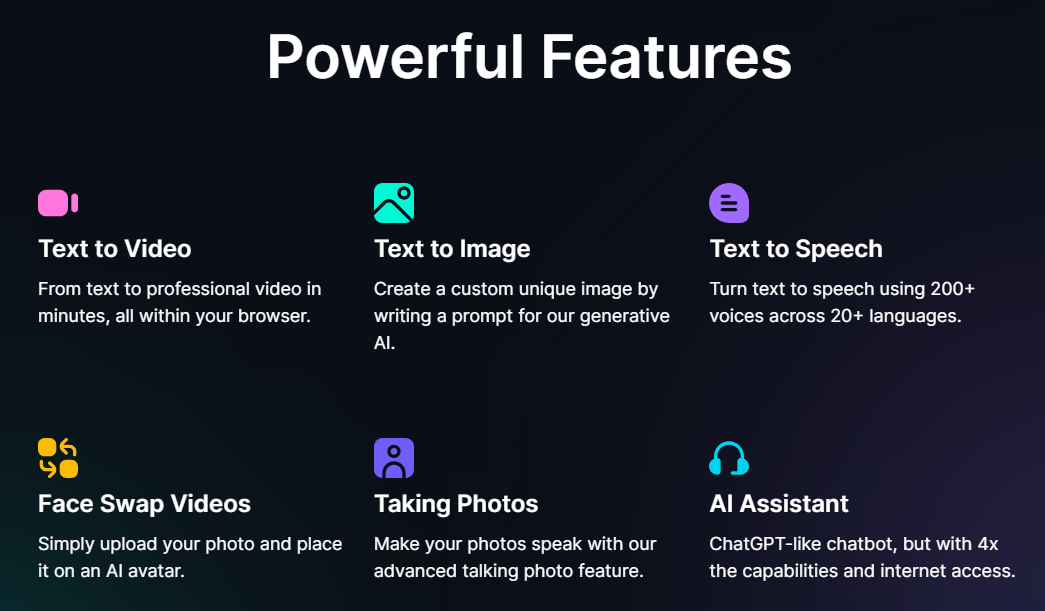 Powerful Features
Text to Video
From text to professional video in
minutes, all within your browser.
Text to Image
Create a custom unique image by
writing a prompt for our generative
AI.
Text to Speech
Turn text to speech using 200+
voices across 20+ languages.
Face Swap Videos
Simply upload your photo and place
it on an AI avatar.
Taking Photos
Make your photos speak with our
advanced talking photo feature.
AI Assistant
ChatGPT-like chatbot, but with 4x
the capabilities and internet access.